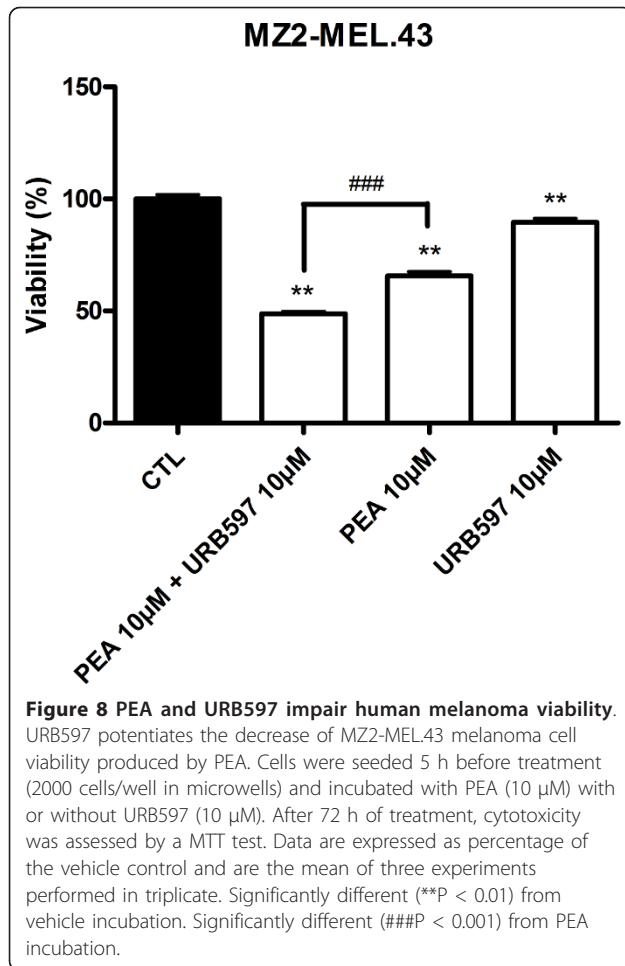 MZ2-MEL.43
Viability (%)
150
100
50
0
###
**
**
**
CTL
PEA 10µM + URB597 10µM
PEA 10µM
URB597 10µM
Figure 8 PEA and URB597 impair human melanoma viability.
URB597 potentiates the decrease of MZ2-MEL.43 melanoma cell
viability produced by PEA. Cells were seeded 5 h before treatment
(2000 cells/well in microwells) and incubated with PEA (10 μM) with
or without URB597 (10 μM). After 72 h of treatment, cytotoxicity
was assessed by a MTT test. Data are expressed as percentage of
the vehicle control and are the mean of three experiments
performed in triplicate. Significantly different (**P < 0.01) from
vehicle incubation. Significantly different (###P < 0.001) from PEA
incubation.